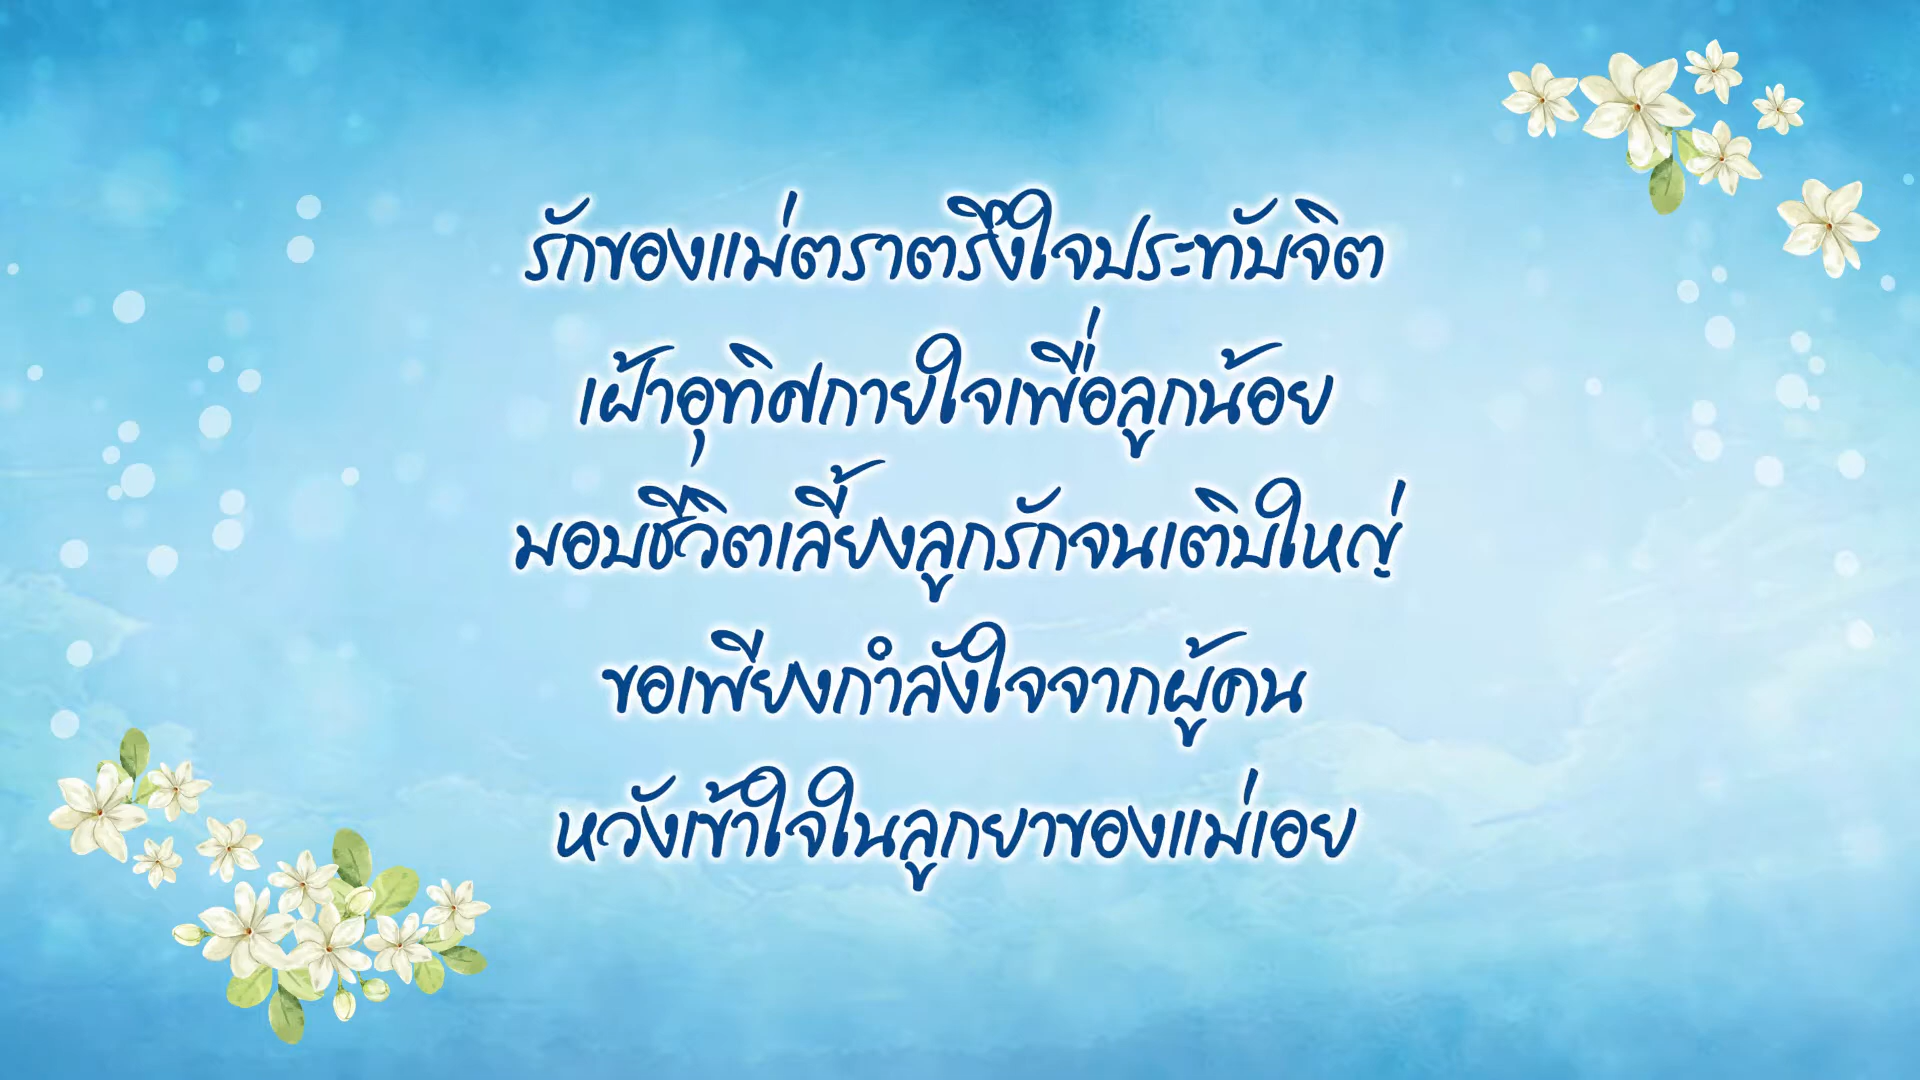 รักของแม่ตราตรึงใจประทับจิต
เฝ้าอุทิศกายใจเพื่อลูกน้อย
มอบชีวิตเลี้ยงลูกรักจนเติบใหญ่
ขอเพียงกำลังใจจากผู้คน
หวังเข้าใจในลูกยาของแม่เอย